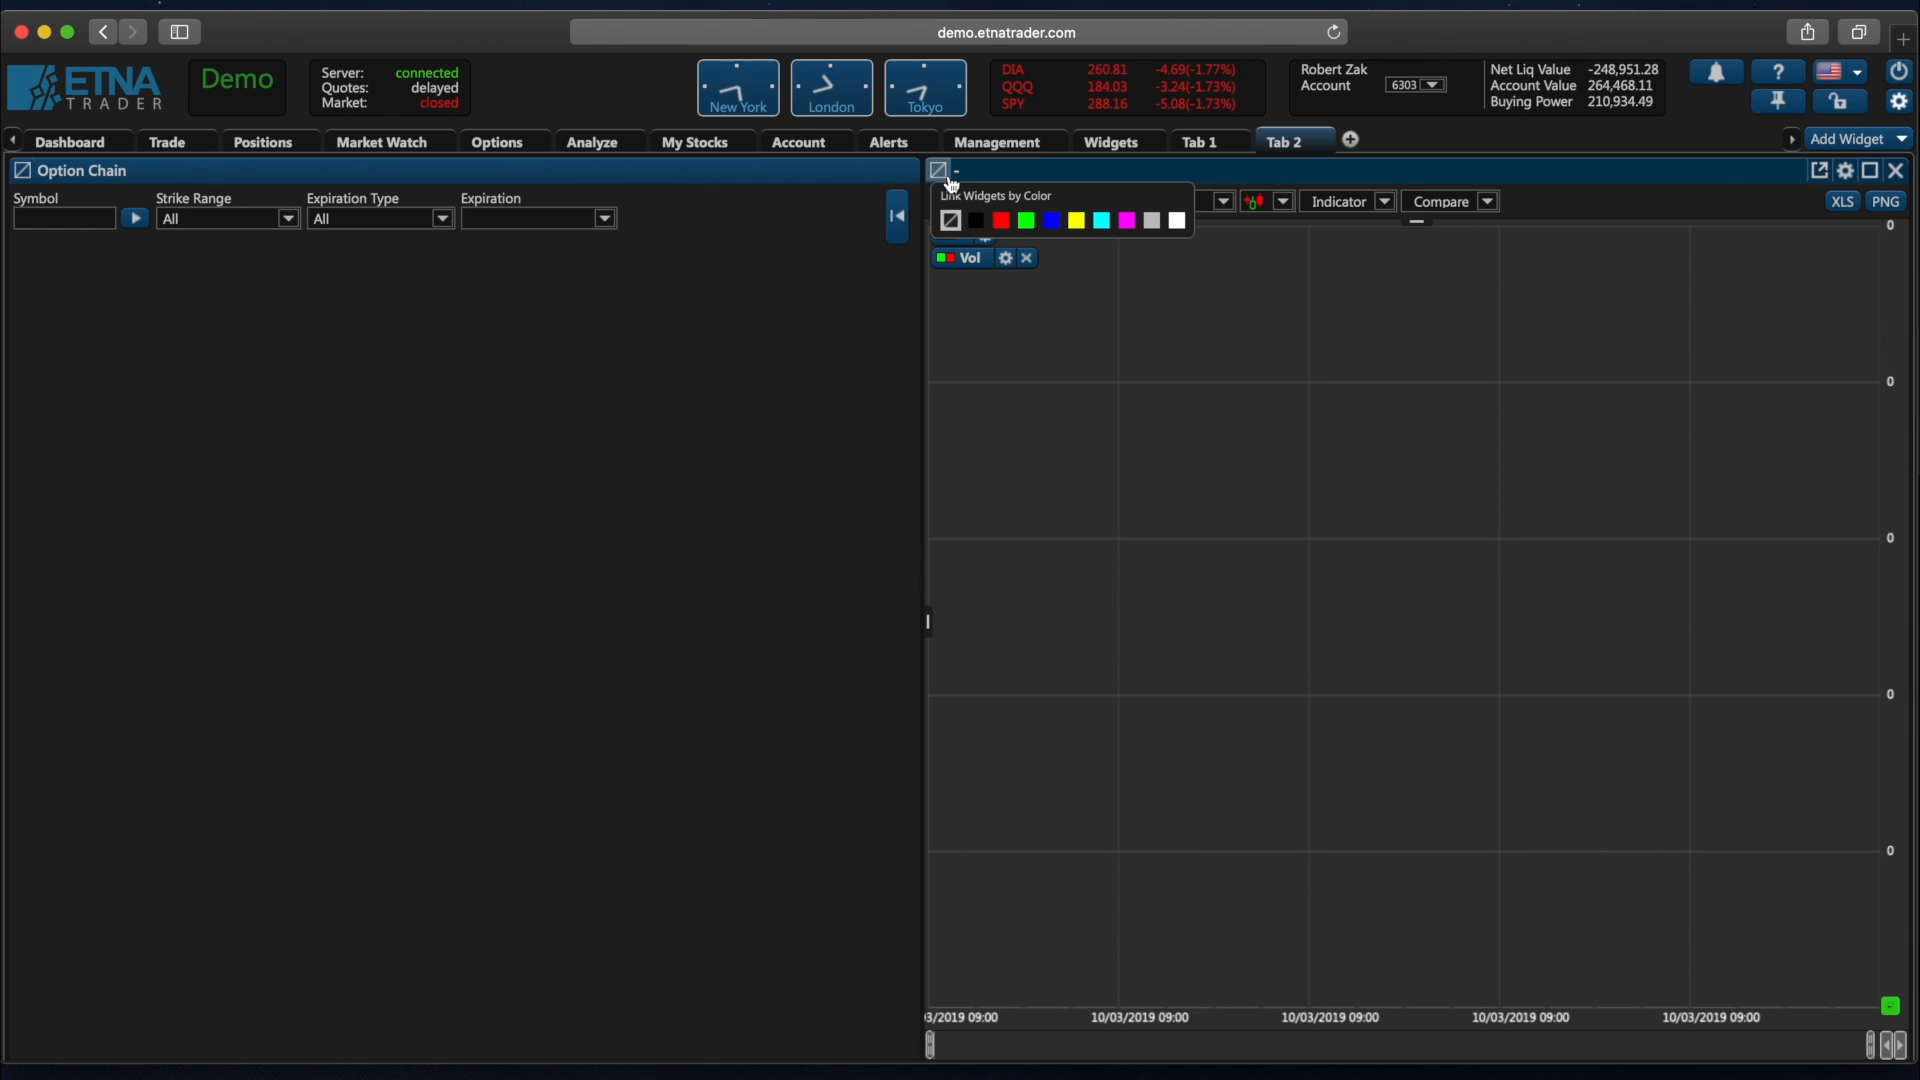 demo.etnatrader.com
ETNA
TRADER
Demo
Server: connected
Quotes: delayed
Market: closed
New York
London
Tokyo
DIA 260.81 -4.69(-1.77%)
QQQ 184.03 -3.24(-1.73%)
SPY 288.16 -5.08(-1.73%)
Robert Zak
Account 6303
Net Liq Value -248,951.28
Account Value 264,468.11
Buying Power 210,934.49
?
Dashboard Trade Positions Market Watch Options Analyze My Stocks Account Alerts Management Widgets Tab 1 Tab 2 Add Widget
Option Chain
-
Symbol Strike Range Expiration Type Expiration
All All
Link Widgets by Color
Indicator Compare XLS PNG
Vol
0
0
0
0
0
3/2019 09:00 10/03/2019 09:00 10/03/2019 09:00 10/03/2019 09:00 10/03/2019 09:00